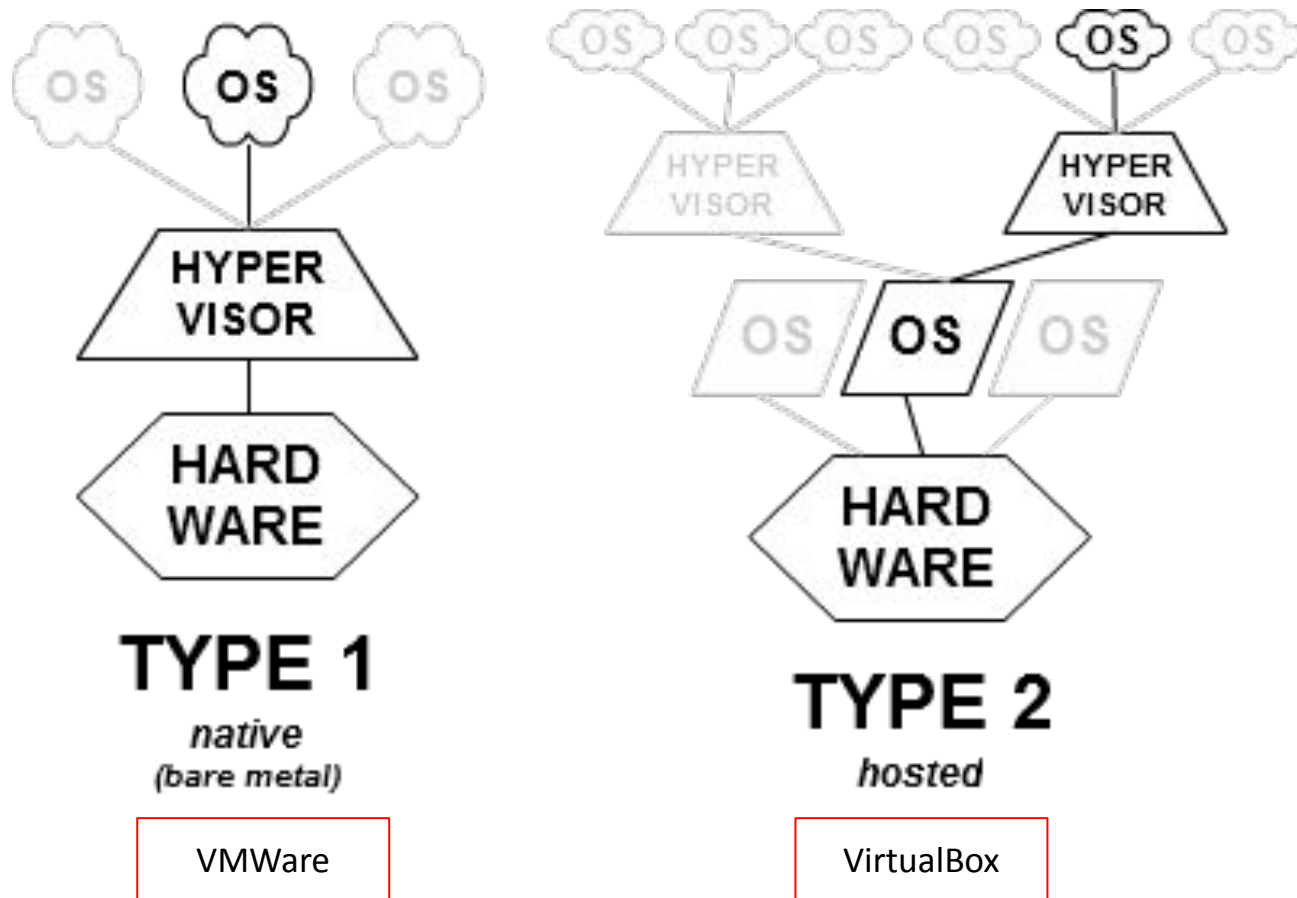 OS OS OS
HYPER
VISOR
HARD
WARE
TYPE 1
native
(bare metal)
VMWare
OS OS OS OS OS OS
HYPER
VISOR
HYPER
VISOR
OS OS OS
HARD
WARE
TYPE 2
hosted
VirtualBox